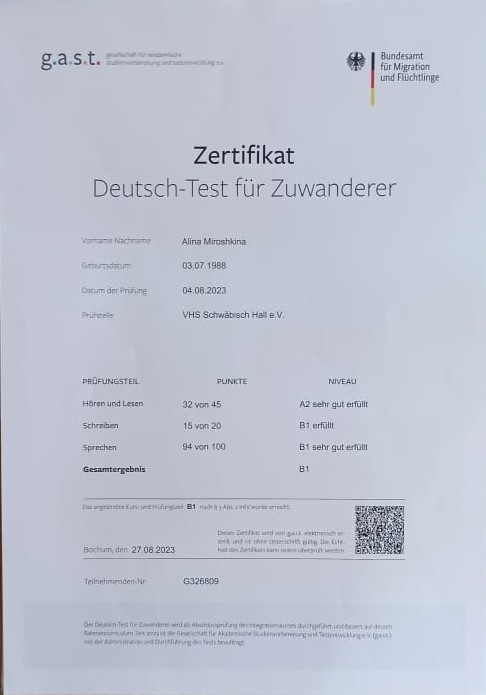 g.a.s.t. gesellschaft für akademische
studienvorbereitung und testentwicklung e.v.
Bundesamt
für Migration
und Flüchtlinge
Zertifikat
Deutsch-Test für Zuwanderer
Vorname Nachname Alina Miroshkina
Geburtsdatum 03.07.1988
Datum der Prüfung 04.08.2023
Prüfstelle VHS Schwäbisch Hall e.V.
PRÜFUNGSTEIL PUNKTE NIVEAU
Hören und Lesen 32 von 45 A2 sehr gut erfüllt
Schreiben 15 von 20 B1 erfüllt
Sprechen 94 von 100 B1 sehr gut erfüllt
Gesamtergebnis B1
Das angestrebte Kurs- und Prüfungsziel B1 nach § 3 Abs. 2 IntV wurde erreicht.
Dieses Zertifikat wird von g.a.s.t. elektronisch er-
stellt und ist ohne Unterschrift gültig. Die Echt-
heit des Zertifikats kann online überprüft werden.
Bochum, den 27.08.2023
Teilnehmenden-Nr. G326809
Der Deutsch-Test für Zuwanderer wird als Abschlussprüfung des Integrationskurses durchgeführt und basiert auf dessen
Rahmencurriculum. Seit 2023 ist die Gesellschaft für Akademische Studienvorbereitung und Testentwicklung e.V. (g.a.s.t.)
mit der Administration und Durchführung des Tests beauftragt.